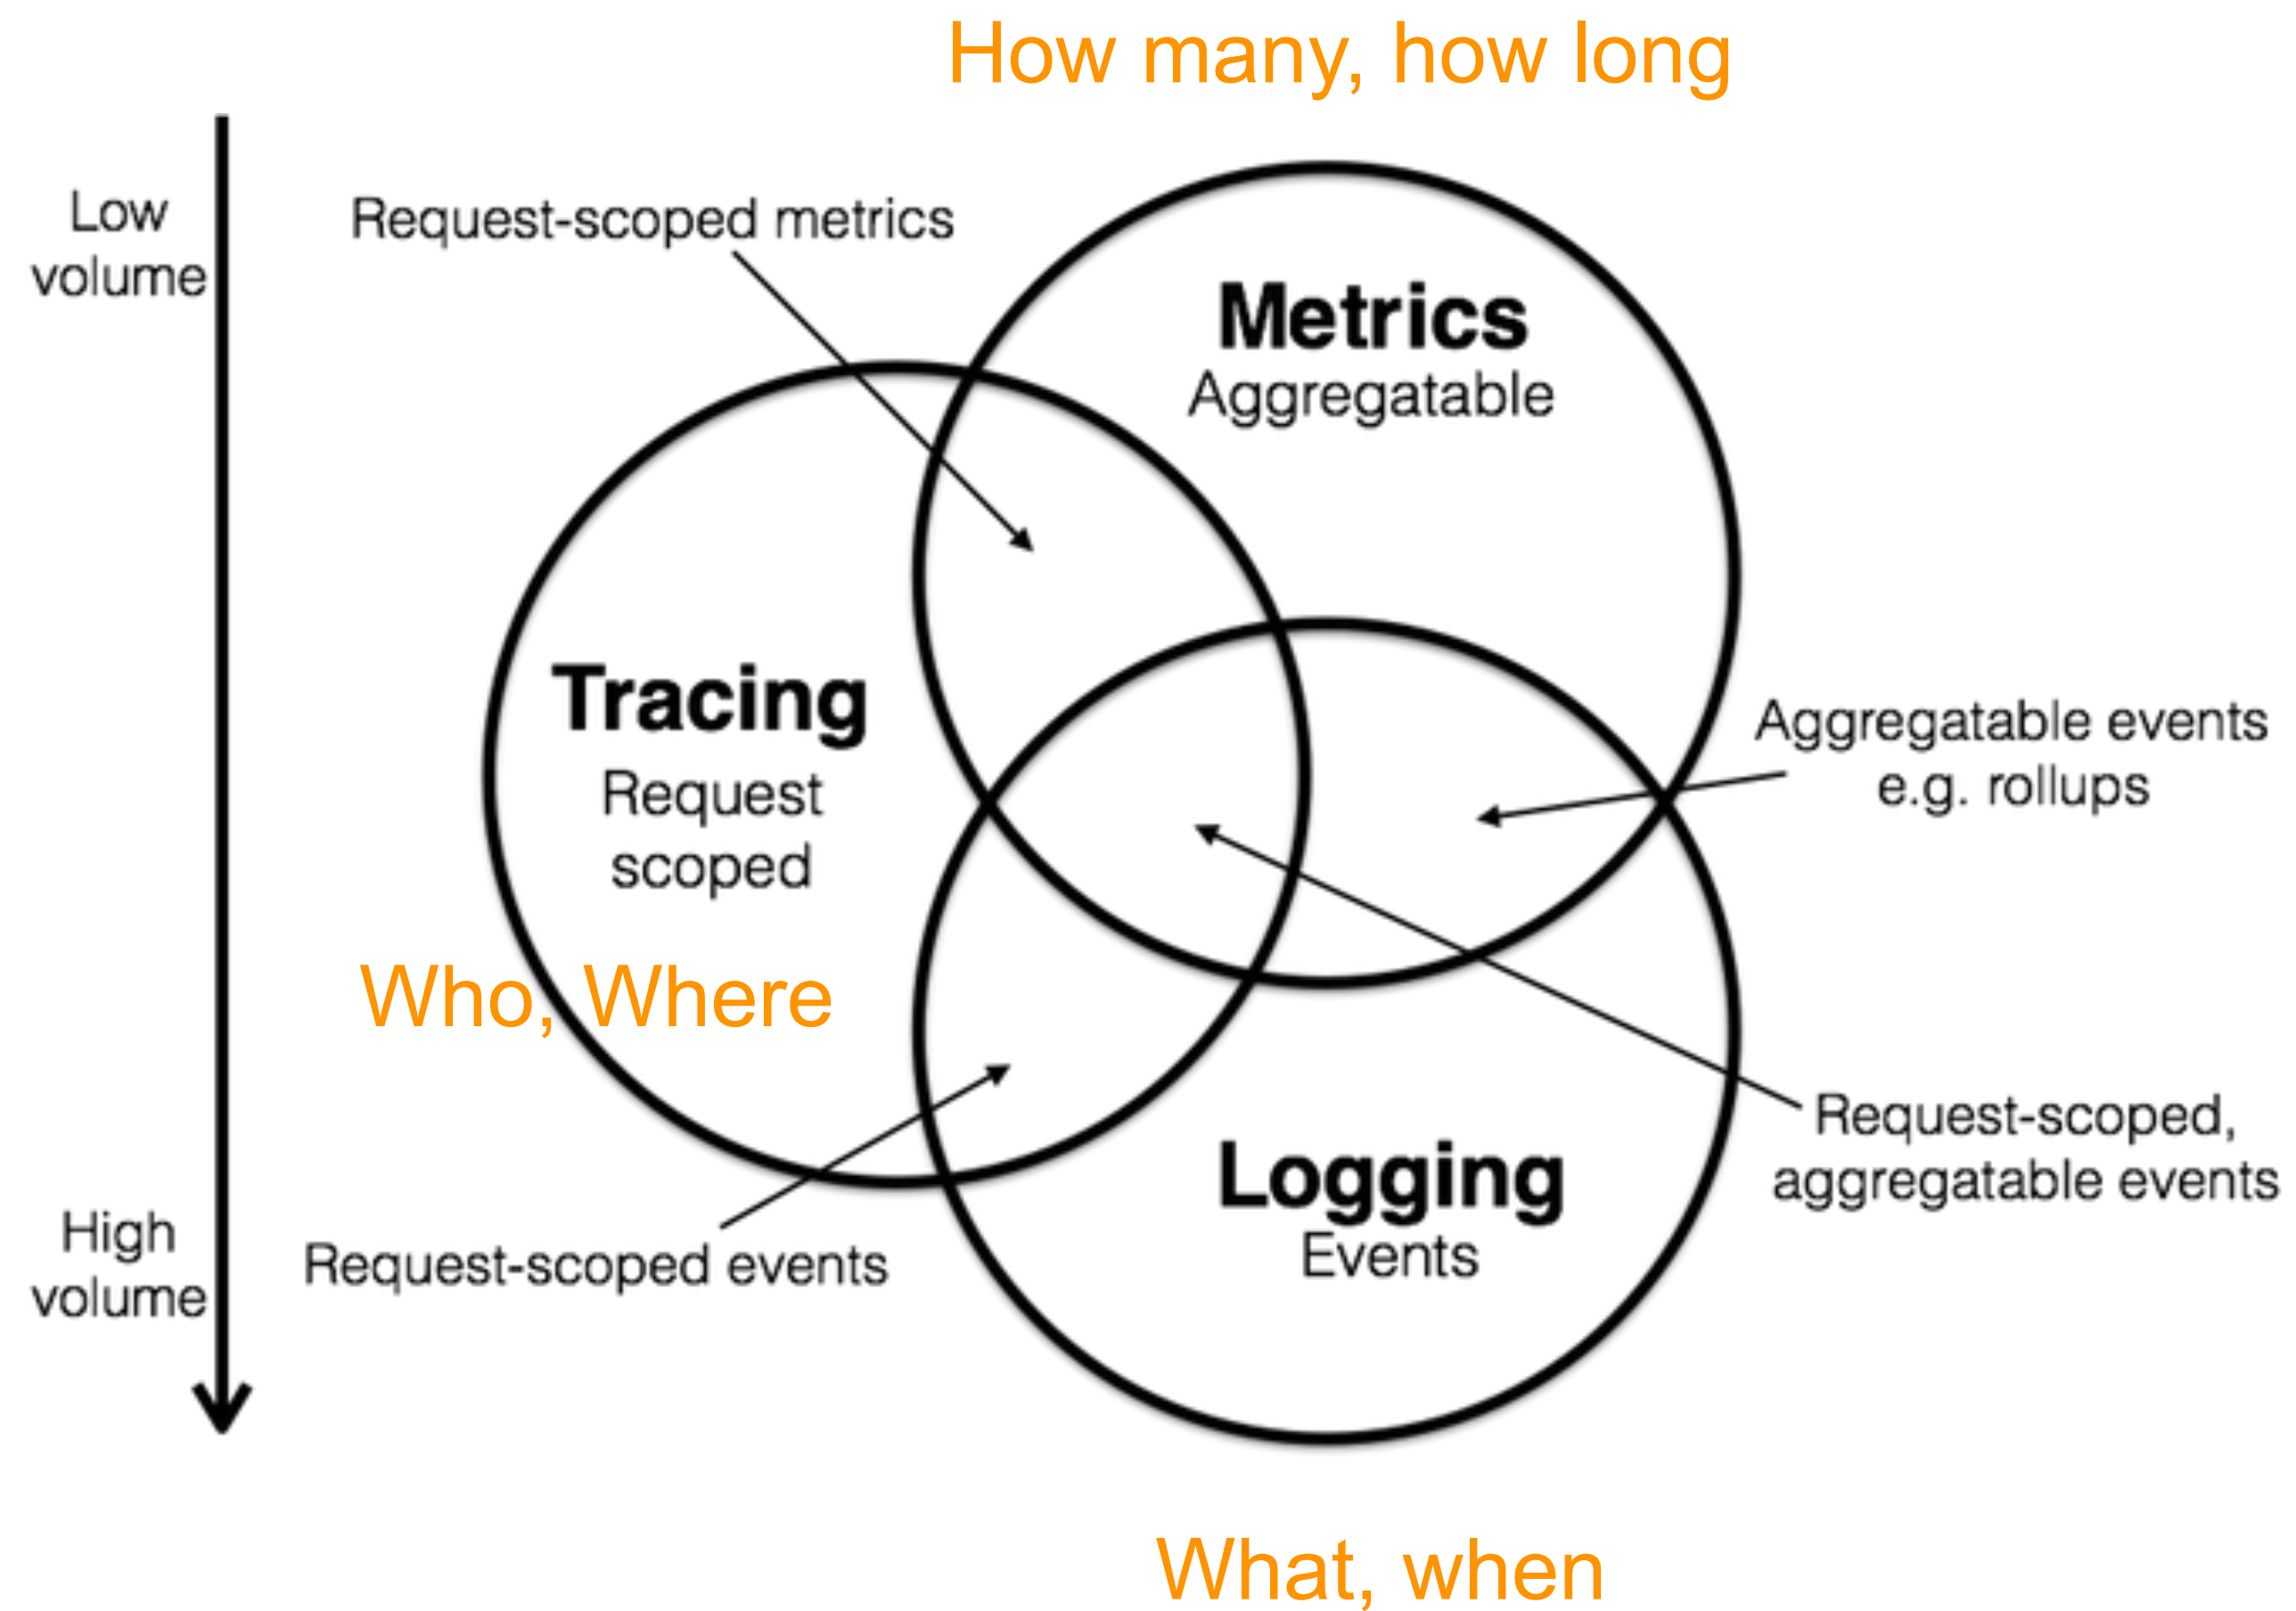 How many, how long
Low
volume
Request-scoped metrics
Metrics
Aggregatable
Tracing
Request
scoped
Aggregatable events
e.g. rollups
Who, Where
Request-scoped,
aggregatable events
Logging
Events
High
volume
Request-scoped events
What, when